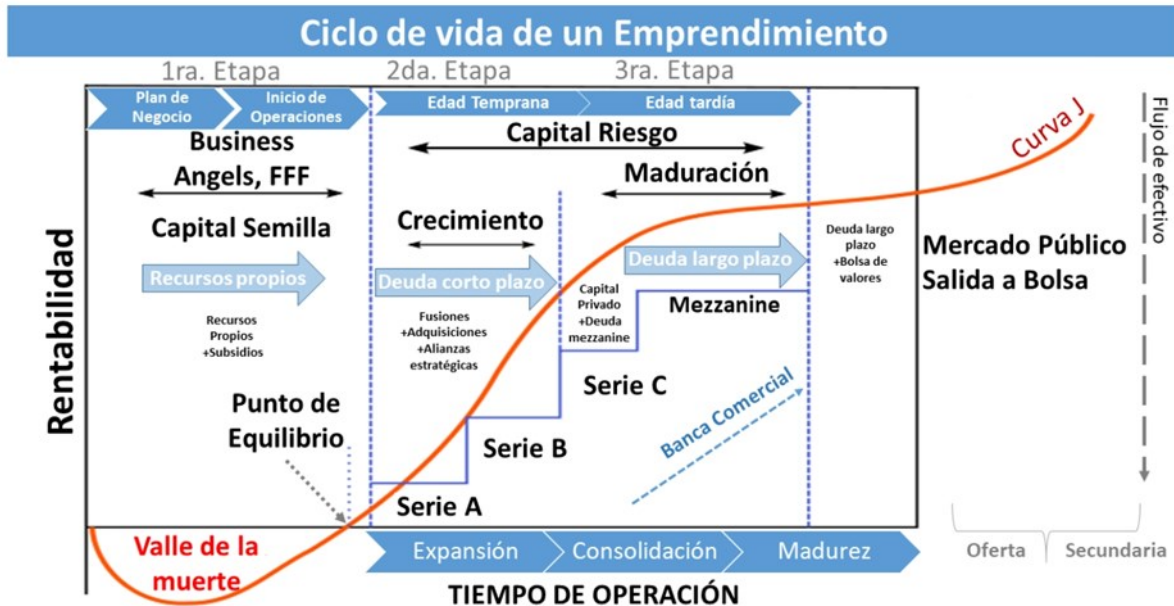 Ciclo de vida de un Emprendimiento
1ra. Etapa
2da. Etapa
3ra. Etapa
Plan de
Negocio
Inicio de
Operaciones
Edad Temprana
Edad tardía
Business
Angels, FFF
Capital Semilla
Recursos propios
Recursos
Propios
+Subsidios
Capital Riesgo
Crecimiento
Deuda corto plazo
Fusiones
+Adquisiciones
+Alianzas
estratégicas
Maduración
Deuda largo plazo
Capital
Privado
+Deuda
mezzanine
Mezzanine
Deuda largo
plazo
+Bolsa de
valores
Curva J
Flujo de efectivo
Mercado Público
Salida a Bolsa
Rentabilidad
Punto de
Equilibrio
Serie A
Serie B
Serie C
Banca Comercial
Valle de la
muerte
Expansión
Consolidación
Madurez
Oferta
Secundaria
TIEMPO DE OPERACIÓN